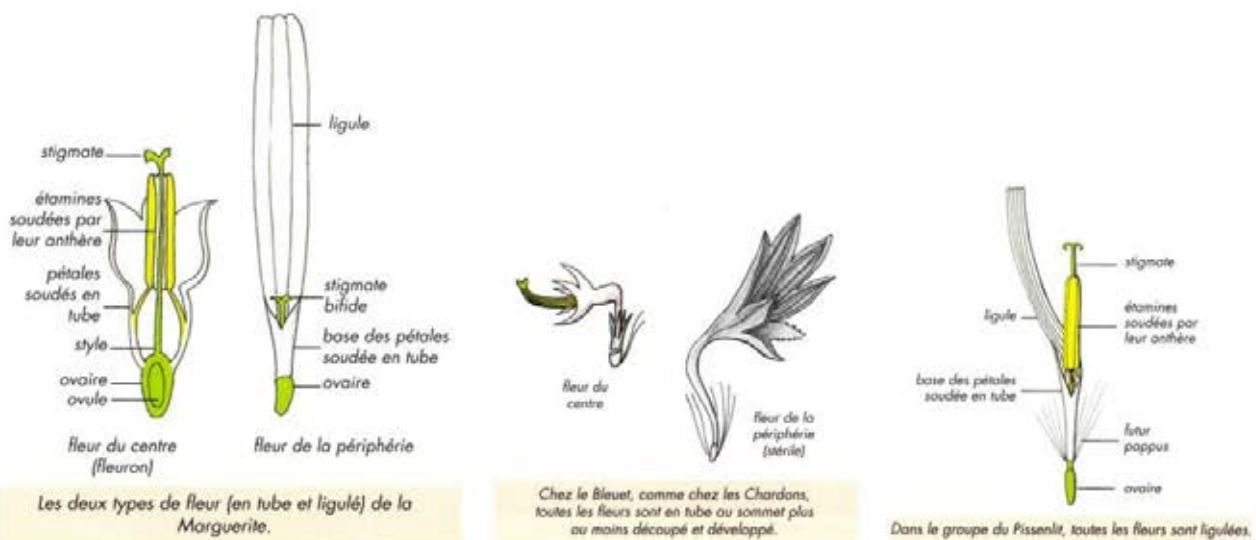 stigmate
étamines
soudées par
leur anthère
pétales
soudés en
tube
style
ovaire
ovule
fleur du centre
(fleuron)
ligule
stigmate
bifide
base des pétales
soudée en tube
ovaire
fleur de la périphérie
Les deux types de fleur (en tube et ligulé) de la
Marguerite.
fleur du
centre
fleur de la
périphérie
(stérile)
Chez le Bleuet, comme chez les Chardons,
toutes les fleurs sont en tube au sommet plus
ou moins découpé et développé.
ligule
base des pétales
soudée en tube
stigmate
étamines
soudées par
leur anthère
futur
pappus
ovaire
Dans le groupe du Pissenlit, toutes les fleurs sont ligulées.